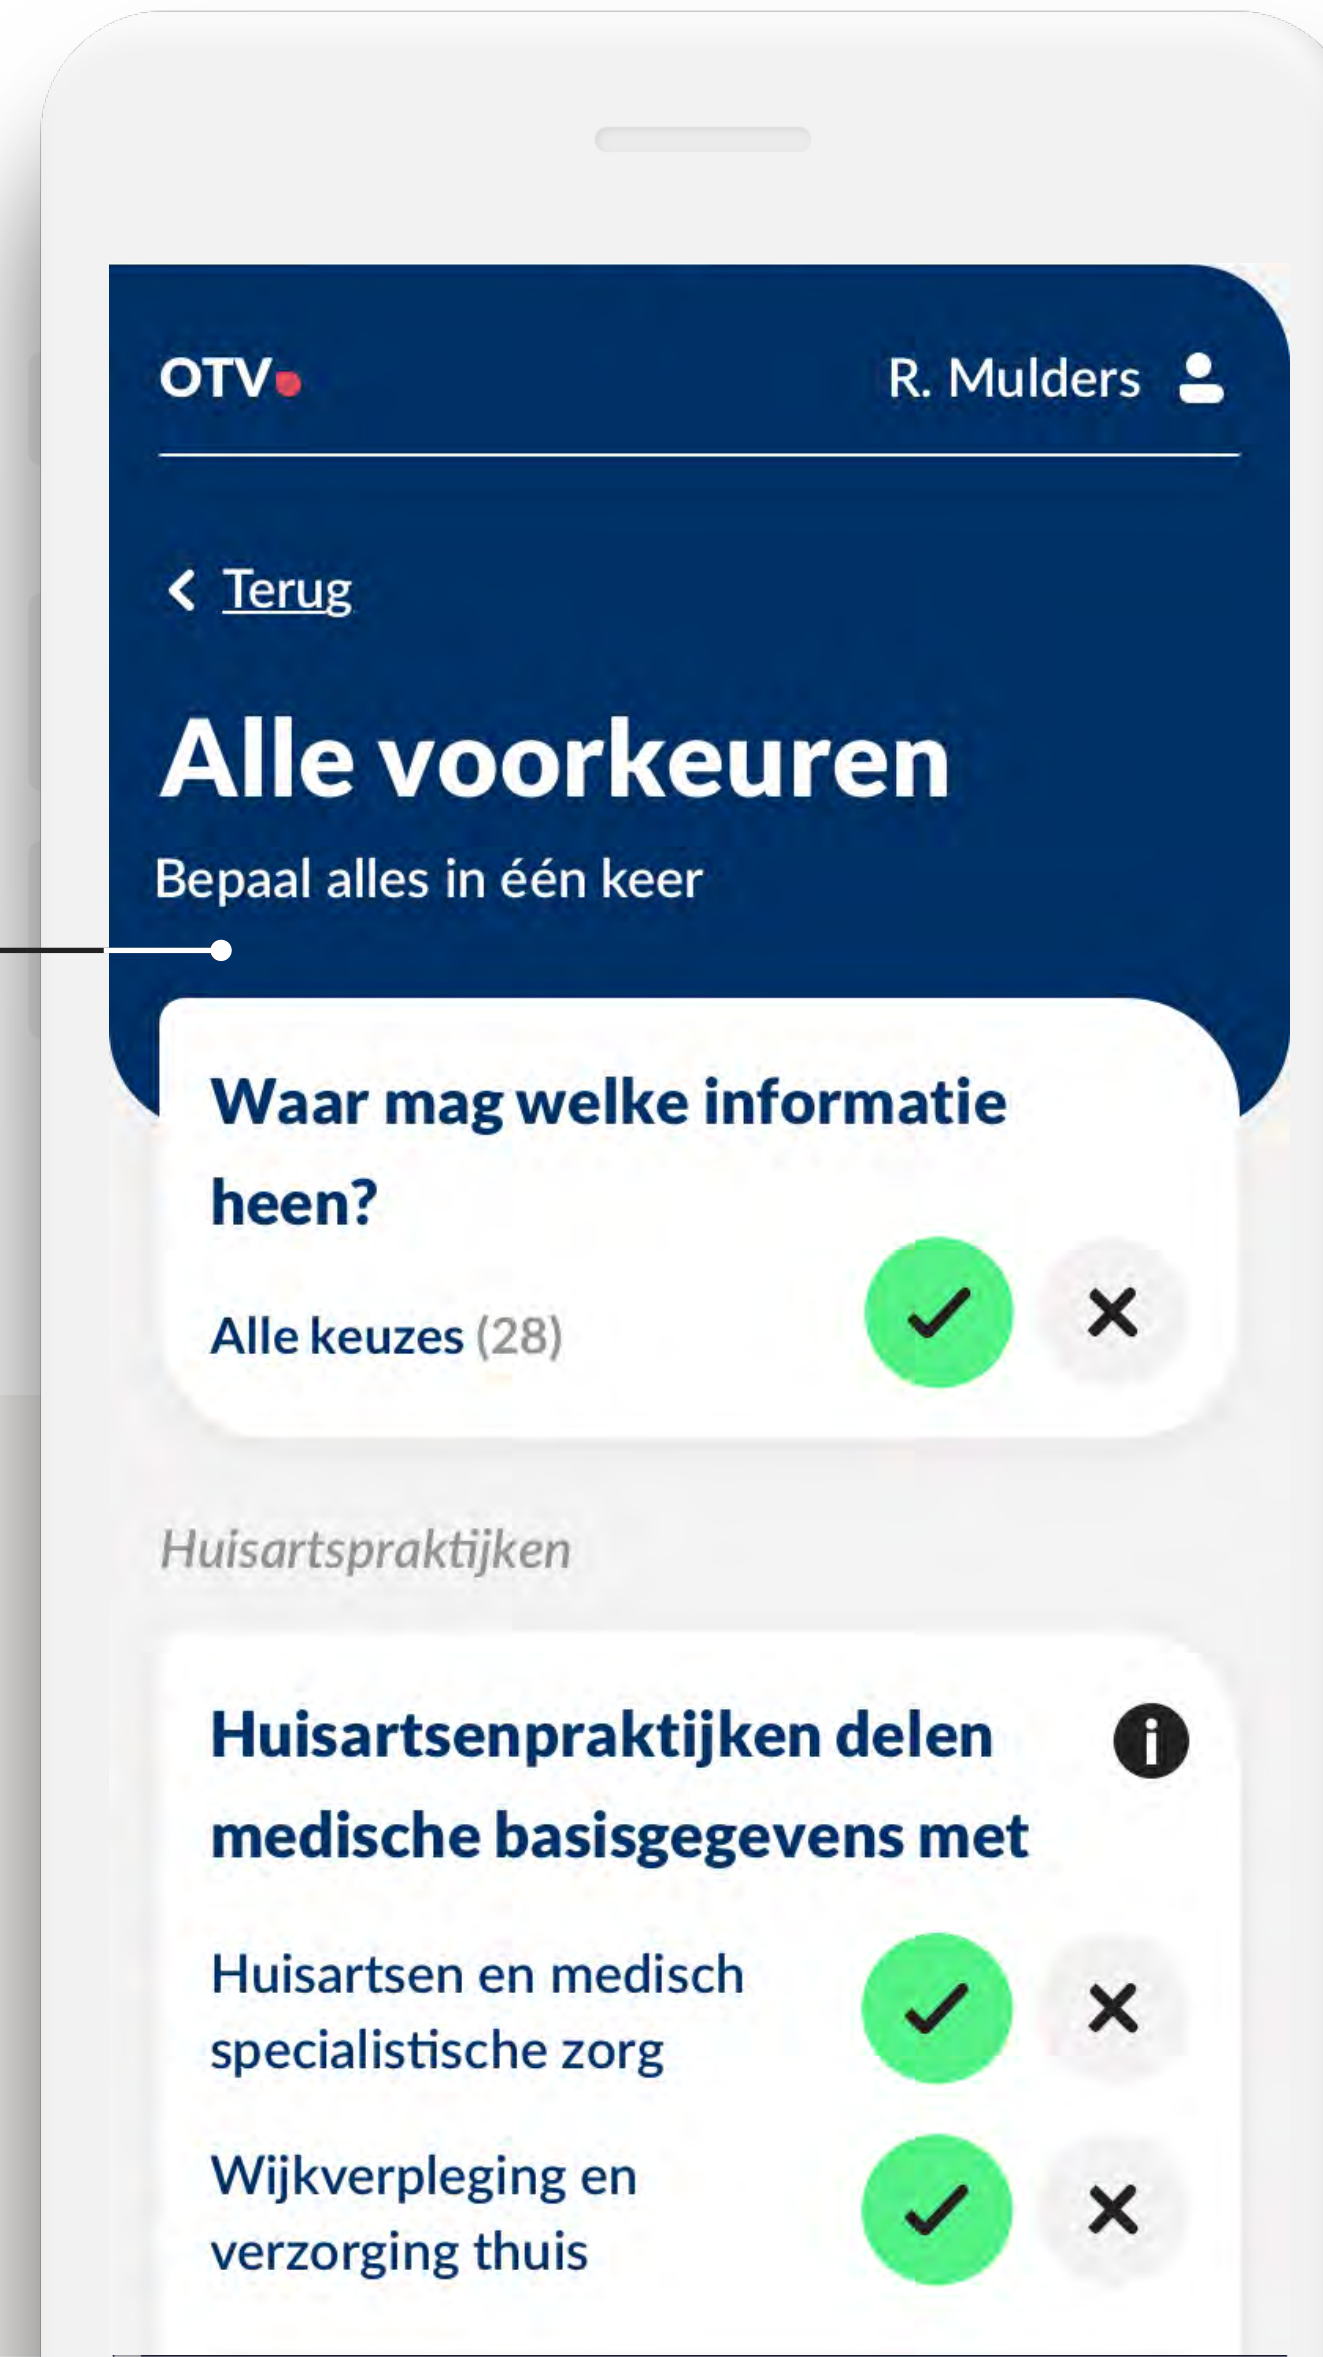 OTV
R. Mulders
Terug
Alle voorkeuren
Bepaal alles in één keer
Waar mag welke informatie
heen?
Alle keuzes (28)
Huisartspraktijken
Huisartsenpraktijken delen
medische basisgegevens met
Huisartsen en medisch
specialistische zorg
Wijkverpleging en
verzorging thuis